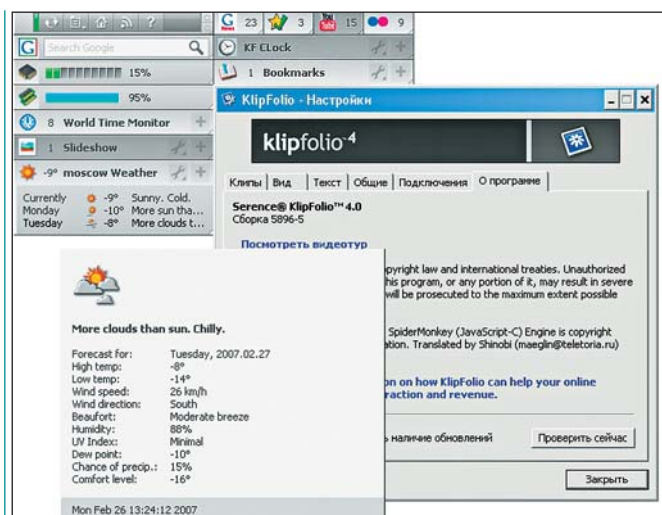 G News 23 3 You Tube 15 9
G Search Google
KF CLock
15%
1 Bookmarks
95%
8 World Time Monitor
1 Slideshow
-9° moscow Weather
Currently -9° Sunny. Cold.
Monday -10° More sun tha...
Tuesday -8° More clouds t...
KlipFolio - Настройки
klipfolio 4
Клипы Вид Текст Общие Подключения О программе
Serence® KlipFolio™ 4.0
Сборка 5896-5
Посмотреть видеотур
opyright law and international treaties. Unauthorized
his program, or any portion of it, may result in severe
will be prosecuted to the maximum extent possible
SpiderMonkey (JavaScript-C) Engine is copyright
ation. Translated by Shinobi (maeglin@teletoria.ru)
on on how KlipFolio can help your online
raction and revenue.
ь наличие обновлений Проверить сейчас
Закрыть
More clouds than sun. Chilly.
Forecast for: Tuesday, 2007.02.27
High temp: -8°
Low temp: -14°
Wind speed: 26 km/h
Wind direction: South
Beaufort: Moderate breeze
Humidity: 88%
UV Index: Minimal
Dew point: -10°
Chance of precip.: 15%
Comfort level: -16°
Mon Feb 26 13:24:12 2007